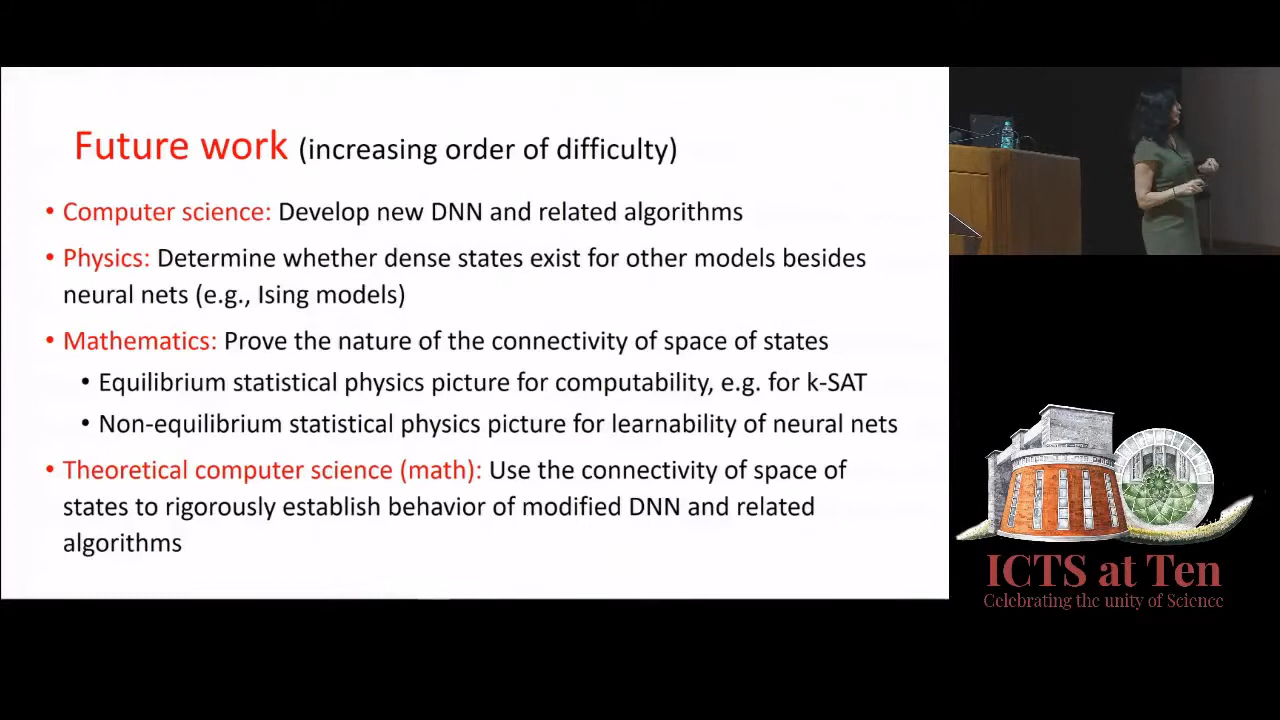 Future work (increasing order of difficulty)
• Computer science: Develop new DNN and related algorithms
• Physics: Determine whether dense states exist for other models besides
neural nets (e.g., Ising models)
• Mathematics: Prove the nature of the connectivity of space of states
• Equilibrium statistical physics picture for computability, e.g. for k-SAT
• Non-equilibrium statistical physics picture for learnability of neural nets
• Theoretical computer science (math): Use the connectivity of space of
states to rigorously establish behavior of modified DNN and related
algorithms
ICTS at Ten
Celebrating the unity of Science